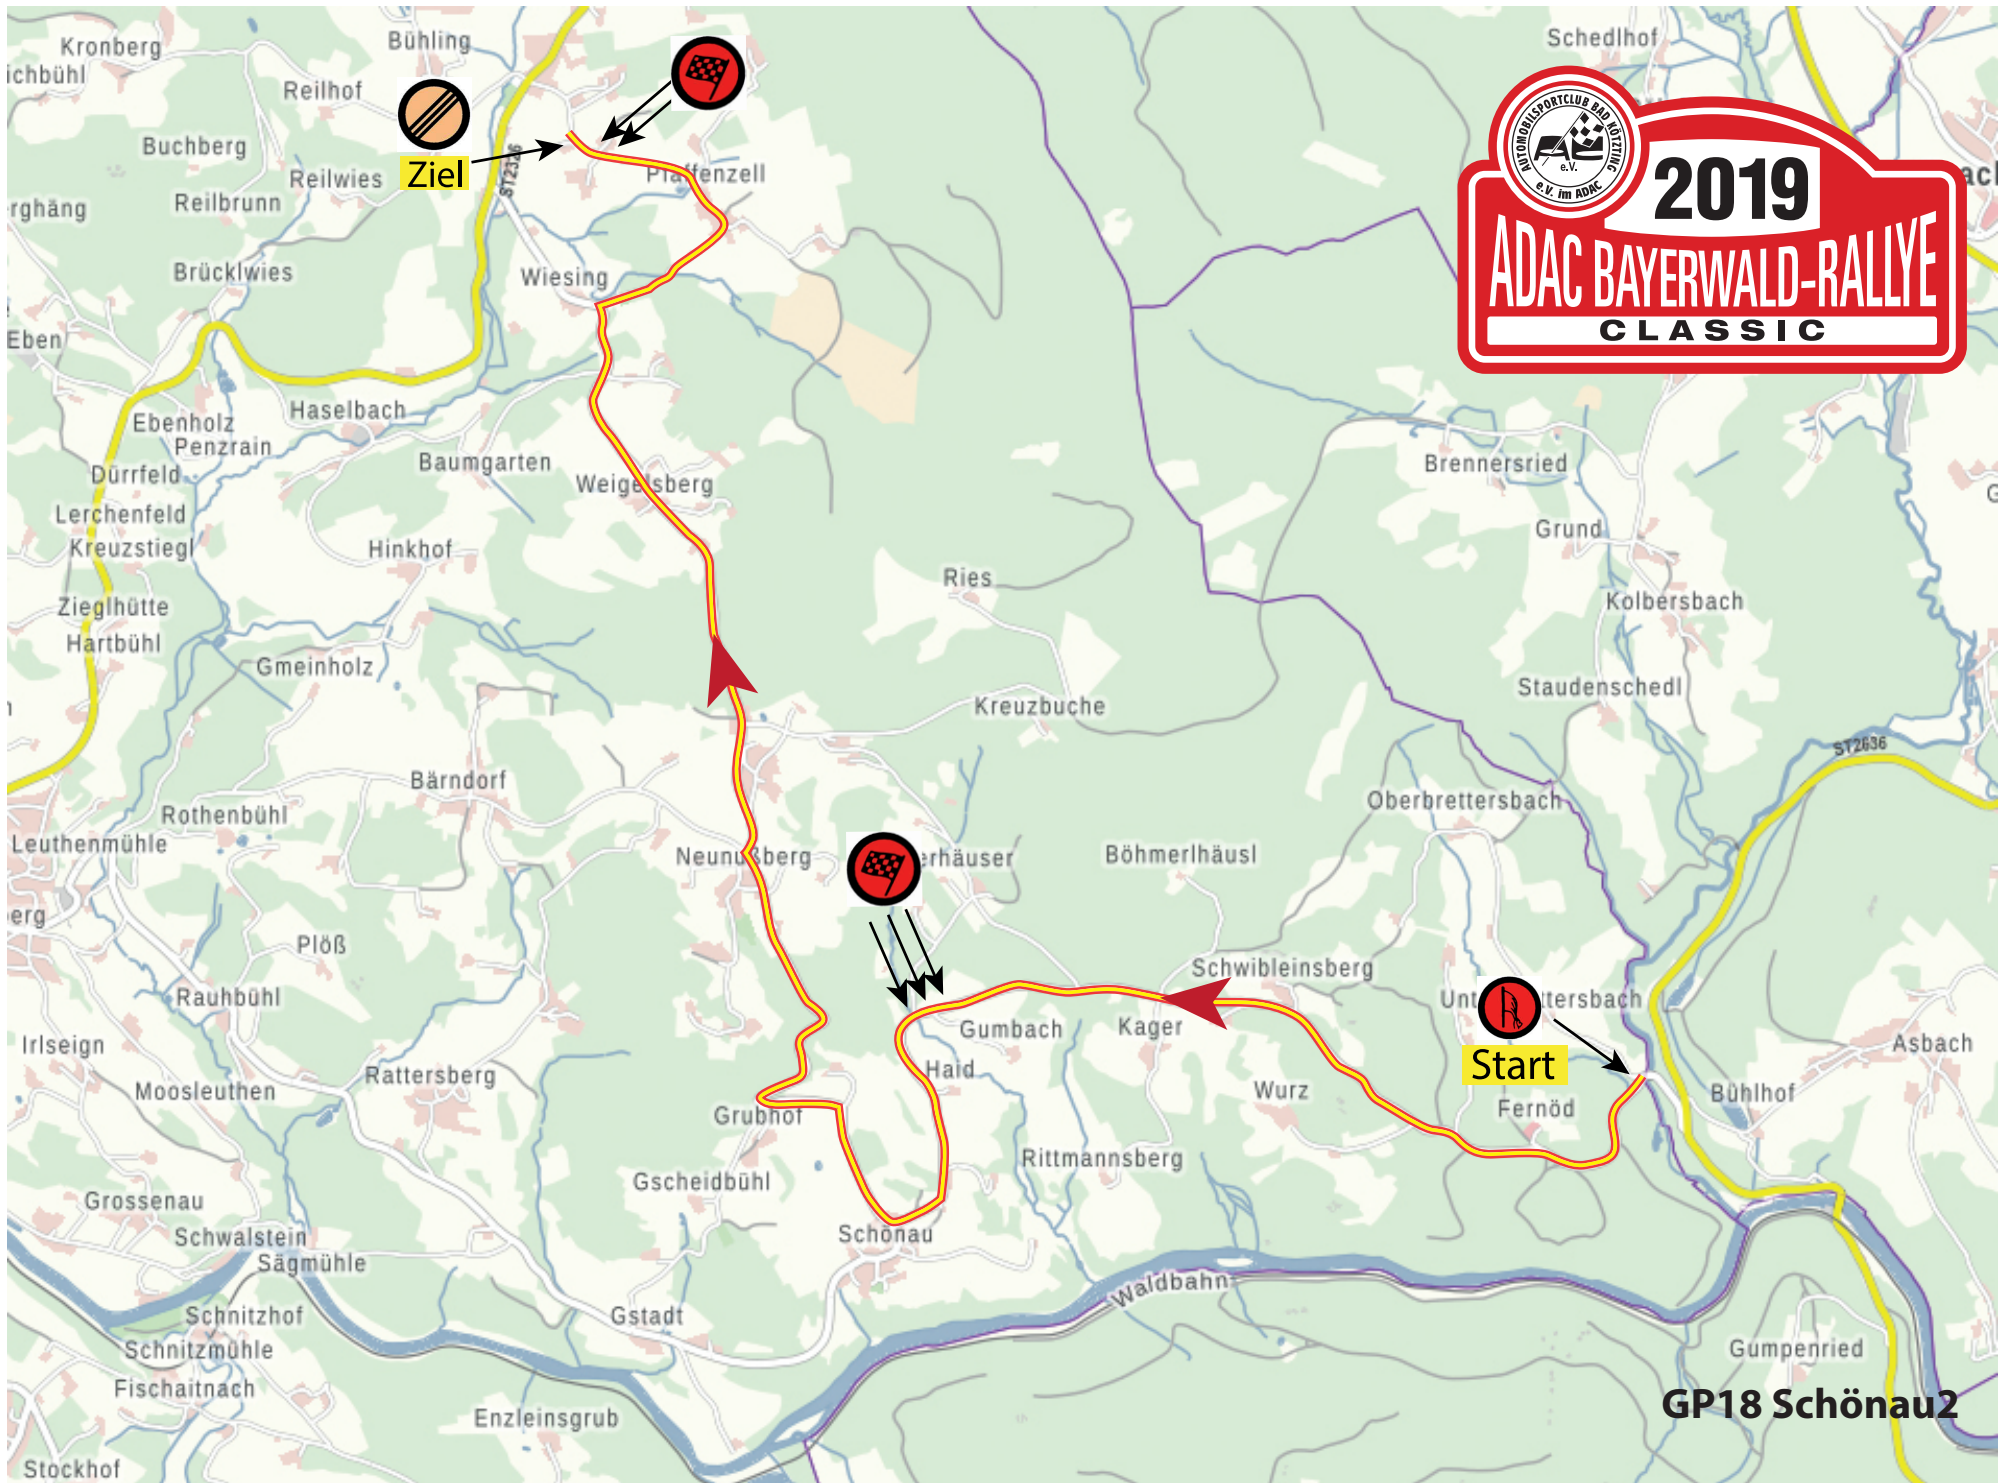 Kronberg
ichbühl
Bühling
Reilhof
Schedlhof
Buchberg
Ziel
ST2326
Reilwies
Pfaffenzell
Reilbrunn
rghäng
Brücklwies
Wiesing
AUTOMOBILSPORTCLUB BAD KÖTZTING
e.V.
e.V. im ADAC
2019
ADAC BAYERWALD-RALLYE
CLASSIC
Eben
Haselbach
Ebenholz
Penzrain
Baumgarten
Dürrfeld
Weigelsberg
Brennersried
Lerchenfeld
Kreuzstiegl
Hinkhof
Grund
Ries
Zieglhütte
Kolbersbach
Hartbühl
Gmeinholz
Staudenschedl
Kreuzbuche
ST2636
Bärndorf
Oberbrettersbach
Rothenbühl
Leuthenmühle
Neunußberg
erhäuser
Böhmerlhäusl
erg
Plöß
Schwibleinsberg
Rauhbühl
Unt
ttersbach
Gumbach
Kager
Irlseign
Asbach
Start
Haid
Moosleuthen
Rattersberg
Wurz
Bühlhof
Fernöd
Grubhof
Rittmannsberg
Gscheidbühl
Grossenau
Schwalstein
Schönau
Sägmühle
Waldbahn
Schnitzhof
Gstadt
Schnitzmühle
Gumpenried
Fischaitnach
GP18 Schönau2
Enzleinsgrub
Stockhof